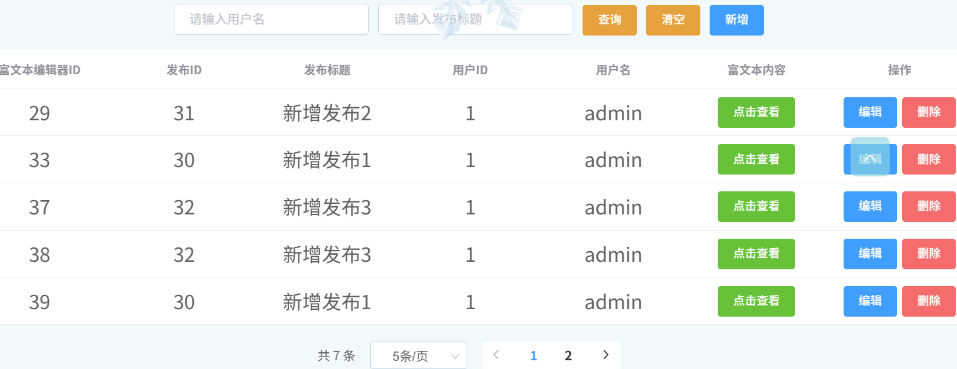 请输入用户名 请输入发布标题 查询 清空 新增
富文本编辑器ID 发布ID 发布标题 用户ID 用户名 富文本内容 操作
29 31 新增发布2 1 admin 点击查看 编辑 删除
33 30 新增发布1 1 admin 点击查看 编辑 删除
37 32 新增发布3 1 admin 点击查看 编辑 删除
38 32 新增发布3 1 admin 点击查看 编辑 删除
39 30 新增发布1 1 admin 点击查看 编辑 删除
共 7 条 5条/页 1 2